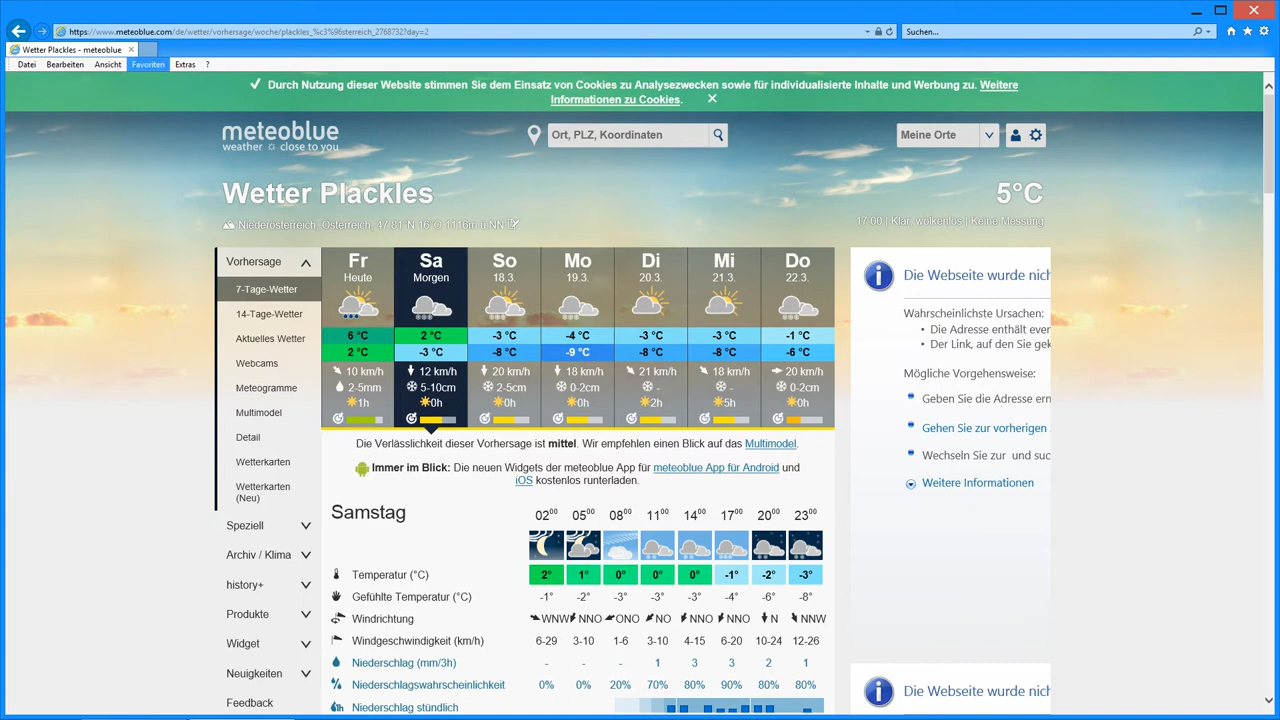 https://www.meteoblue.com/de/wetter/vorhersage/woche/plackles_%c3%96sterreich_2768732?day=2
Suchen...
Wetter Plackles - meteoblue
Datei Bearbeiten Ansicht Favoriten Extras ?
Durch Nutzung dieser Website stimmen Sie dem Einsatz von Cookies zu Analysezwecken sowie für individualisierte Inhalte und Werbung zu. Weitere
Informationen zu Cookies.
meteoblue
weather close to you
Ort, PLZ, Koordinaten
Meine Orte
Wetter Plackles
5°C
Niederösterreich, Österreich, 47.81°N 16°O 1116m ü.NN
17:00 | Klar, wolkenlos | Keine Messung
Vorhersage
7-Tage-Wetter
14-Tage-Wetter
Aktuelles Wetter
Webcams
Meteogramme
Multimodel
Detail
Wetterkarten
Wetterkarten
(Neu)
Speziell
Archiv / Klima
history+
Produkte
Widget
Neuigkeiten
Feedback
Fr Sa So Mo Di Mi Do
Heute Morgen 18.3. 19.3. 20.3. 21.3. 22.3.
6 °C 2 °C -3 °C -4 °C -3 °C -3 °C -1 °C
2 °C -3 °C -8 °C -9 °C -8 °C -8 °C -6 °C
10 km/h 12 km/h 20 km/h 18 km/h 21 km/h 18 km/h 20 km/h
2-5mm 5-10cm 2-5cm 0-2cm - - 0-2cm
1h 0h 0h 0h 2h 5h 0h
Die Verlässlichkeit dieser Vorhersage ist mittel. Wir empfehlen einen Blick auf das Multimodel.
Immer im Blick: Die neuen Widgets der meteoblue App für meteoblue App für Android und
iOS kostenlos runterladen.
Samstag
02⁰⁰ 05⁰⁰ 08⁰⁰ 11⁰⁰ 14⁰⁰ 17⁰⁰ 20⁰⁰ 23⁰⁰
Temperatur (°C) 2° 1° 0° 0° 0° -1° -2° -3°
Gefühlte Temperatur (°C) -1° -2° -3° -3° -3° -4° -6° -8°
Windrichtung WNW NNO ONO NO NNO NNO N NNW
Windgeschwindigkeit (km/h) 6-29 3-10 1-6 3-10 4-15 6-20 10-24 12-26
Niederschlag (mm/3h) - - - 1 3 3 2 1
Niederschlagswahrscheinlichkeit 0% 0% 20% 70% 80% 90% 80% 80%
Niederschlag stündlich
Die Webseite wurde nich
Wahrscheinlichste Ursachen:
Die Adresse enthält ever
Der Link, auf den Sie gek
Mögliche Vorgehensweise:
Geben Sie die Adresse ern
Gehen Sie zur vorherigen
Wechseln Sie zur und suc
Weitere Informationen
Die Webseite wurde nich